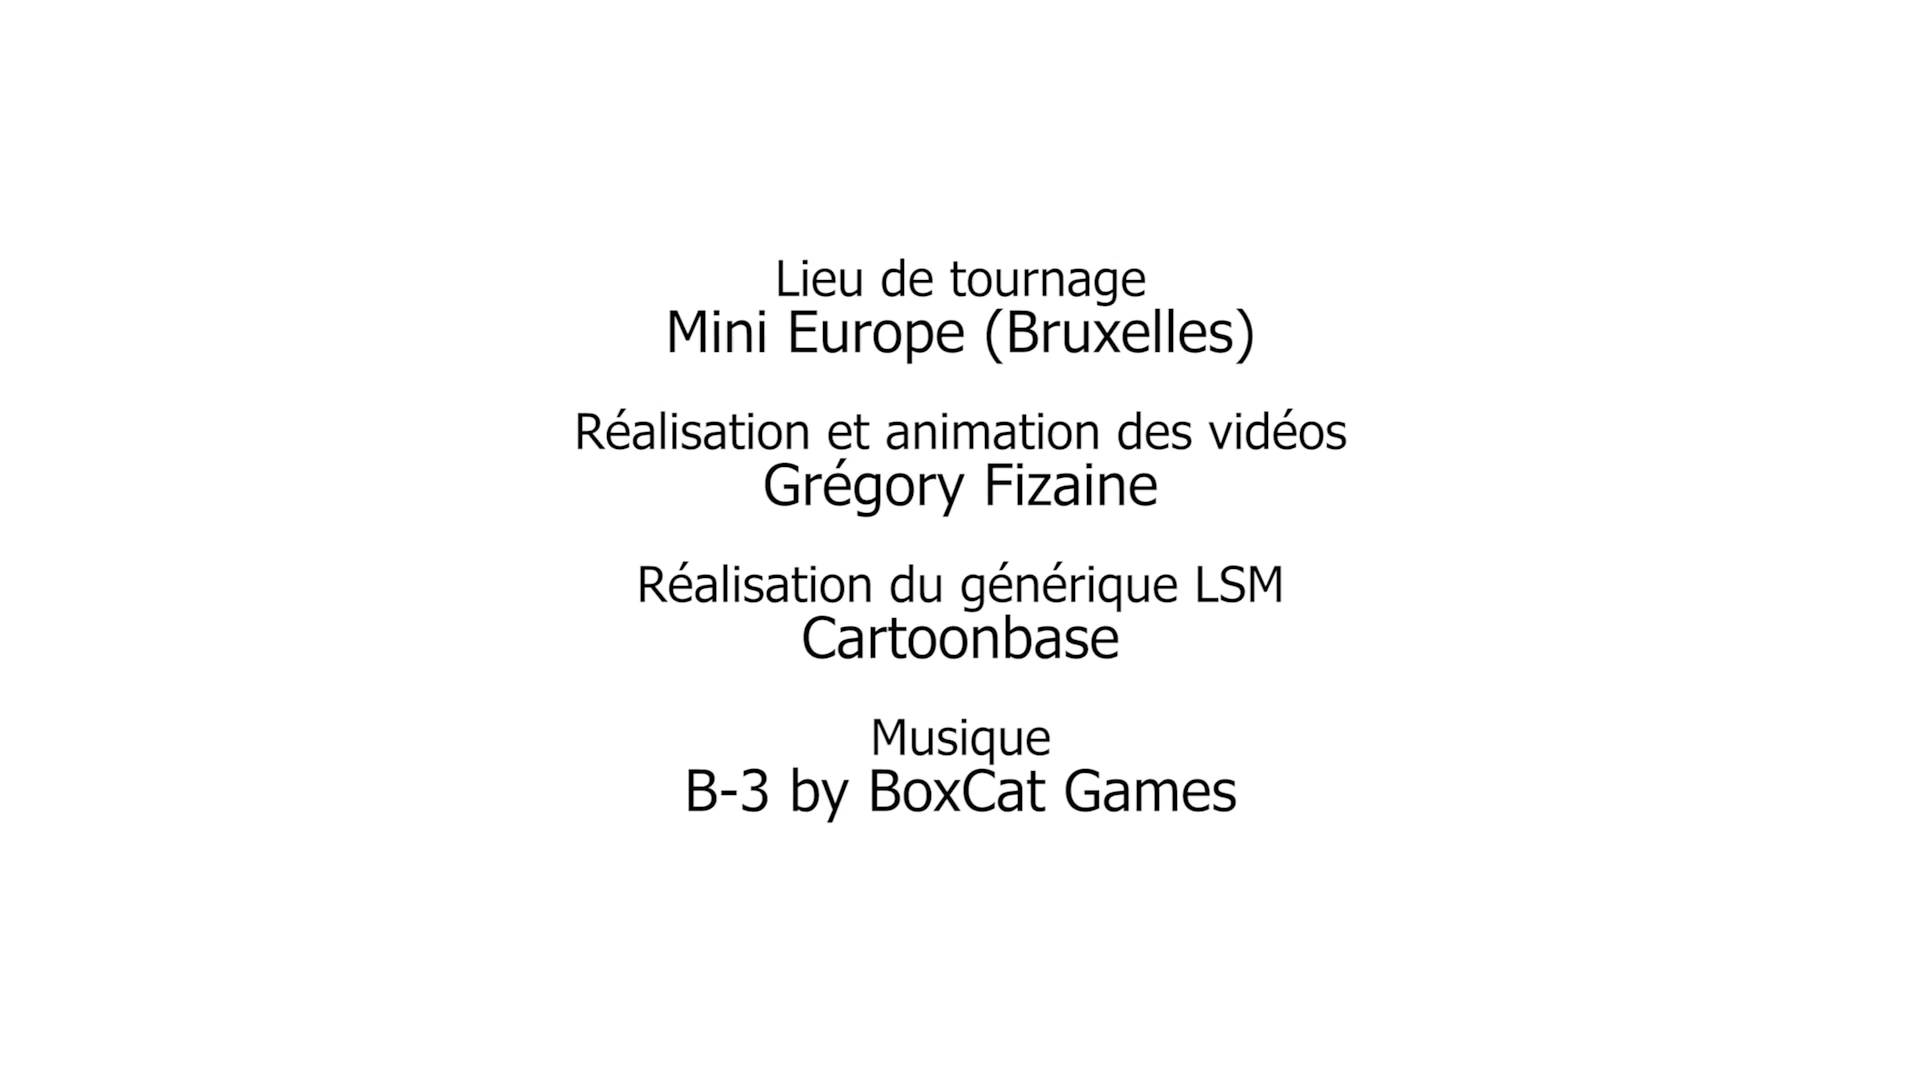 Lieu de tournage
Mini Europe (Bruxelles)
Réalisation et animation des vidéos
Grégory Fizaine
Réalisation du générique LSM
Cartoonbase
Musique
B-3 by BoxCat Games